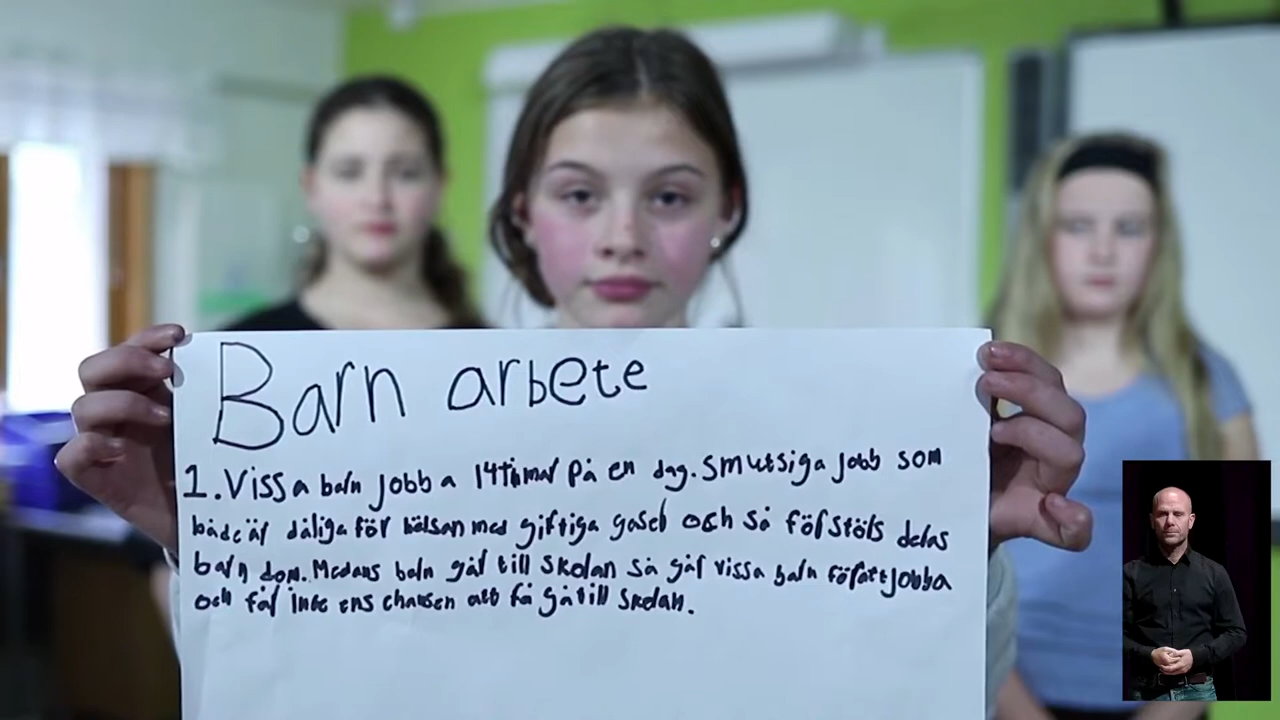 Barn arbete
1. Vissa barn jobba 14 timar på en dag. smutsiga jobb som
både är dåliga för hälsan med giftiga gaser och så förstörs deras
barn dom. Medans barn går till skolan så går vissa barn för att jobba
och får inte ens chansen att få gå till skolan.